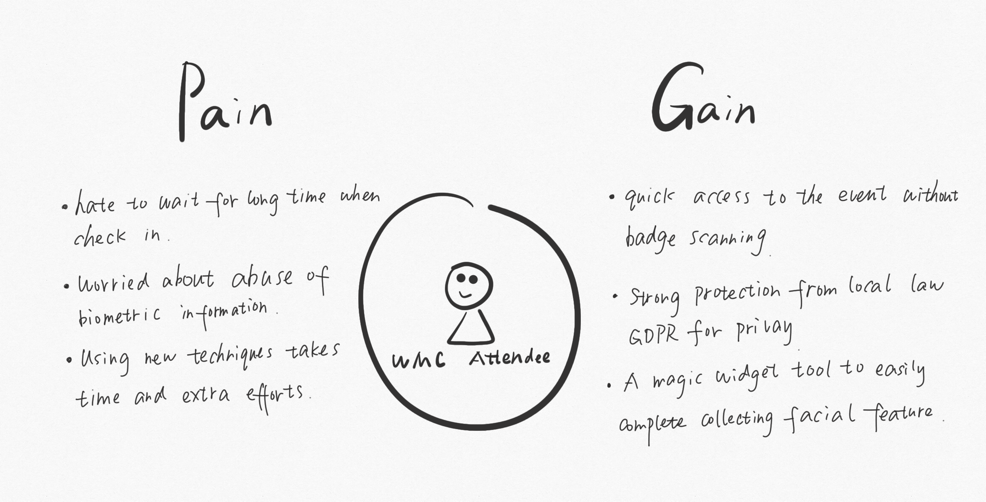 Pain
• hate to wait for long time when
check in.
• Worried about abuse of
biometric information.
• Using new techniques takes
time and extra efforts.
WMC Attendee
Gain
• quick access to the event without
badge scanning.
• Strong protection from local law
GDPR for privay
• A magic widget tool to easily
complete collecting facial feature.